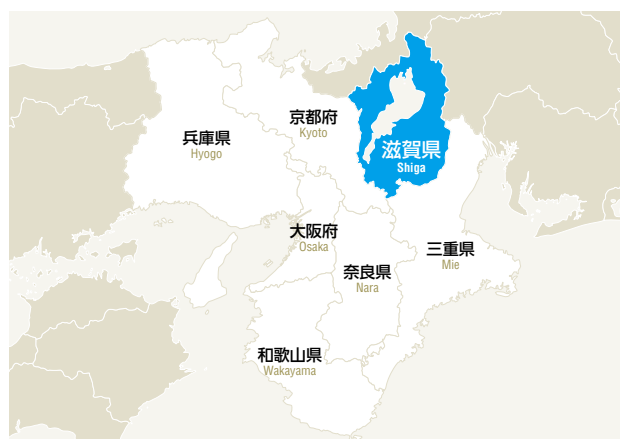 京都府
Kyoto
兵庫県
Hyogo
滋賀県
Shiga
大阪府
Osaka
三重県
Mie
奈良県
Nara
和歌山県
Wakayama